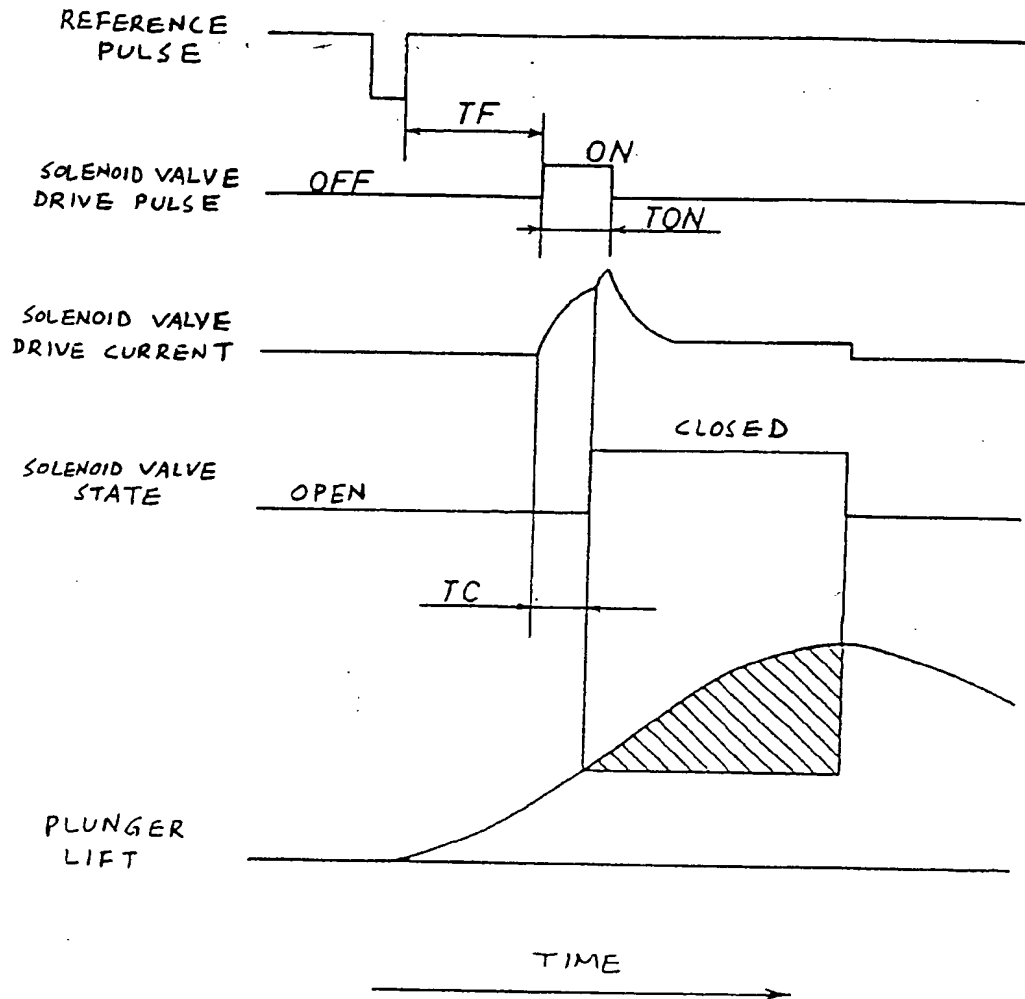 REFERENCE
PULSE
TF
ON
SOLENOID VALVE
DRIVE PULSE
OFF
TON
SOLENOID VALVE
DRIVE CURRENT
CLOSED
SOLENOID VALVE
STATE
OPEN
TC
PLUNGER
LIFT
TIME